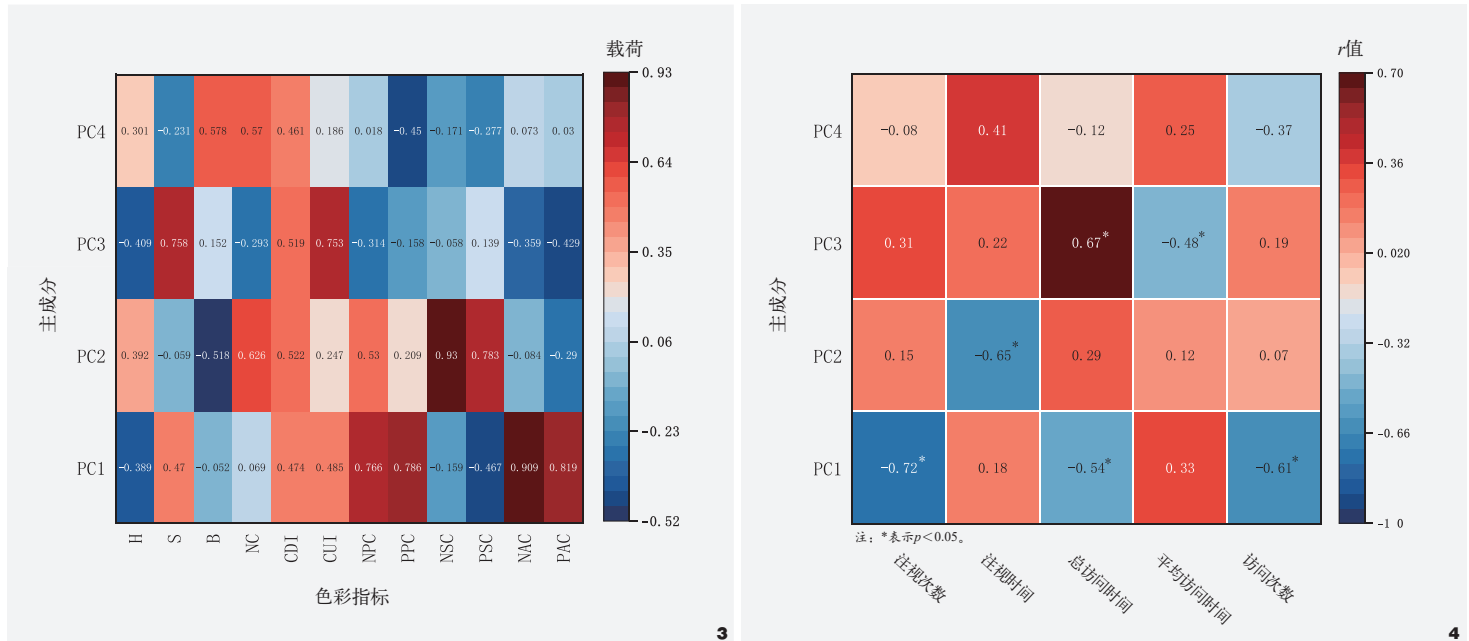 载荷
PC4 0.301 -0.231 0.578 0.57 0.461 0.186 0.018 -0.45 -0.171 -0.277 0.073 0.03
PC3 -0.409 0.758 0.152 -0.293 0.519 0.753 -0.314 -0.158 -0.058 0.139 -0.359 -0.429
PC2 0.392 -0.059 -0.518 0.626 0.522 0.247 0.53 0.209 0.93 0.783 -0.084 -0.29
PC1 -0.389 0.47 -0.052 0.069 0.474 0.485 0.766 0.786 -0.159 -0.467 0.909 0.819
主成分
H S B NC CDI CUI NPC PPC NSC PSC NAC PAC
色彩指标
0.93
0.64
0.35
0.06
-0.23
-0.52
3
r值
PC4 -0.08 0.41 -0.12 0.25 -0.37
PC3 0.31 0.22 0.67* -0.48* 0.19
PC2 0.15 -0.65* 0.29 0.12 0.07
PC1 -0.72* 0.18 -0.54* 0.33 -0.61*
主成分
注：*表示p<0.05。
注视次数 注视时间 总访问时间 平均访问时间 访问次数
0.70
0.36
0.020
-0.32
-0.66
-1 0
4